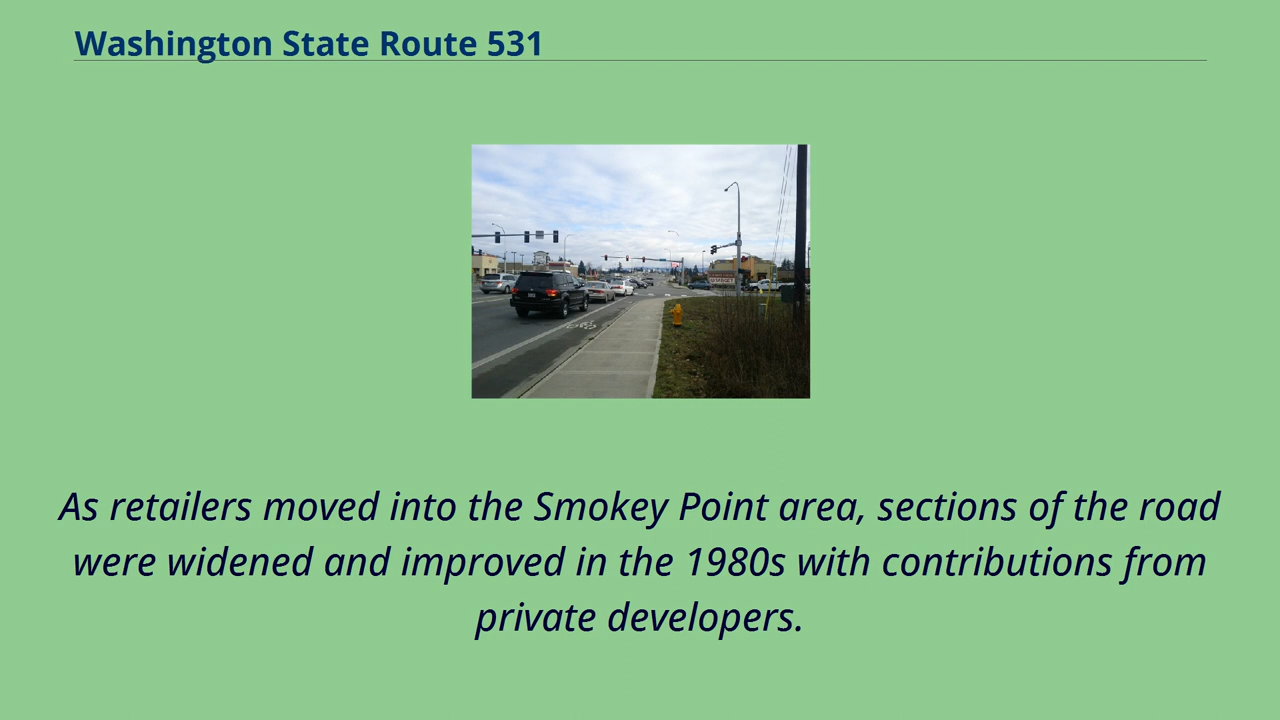 Washington State Route 531
As retailers moved into the Smokey Point area, sections of the road
were widened and improved in the 1980s with contributions from
private developers.